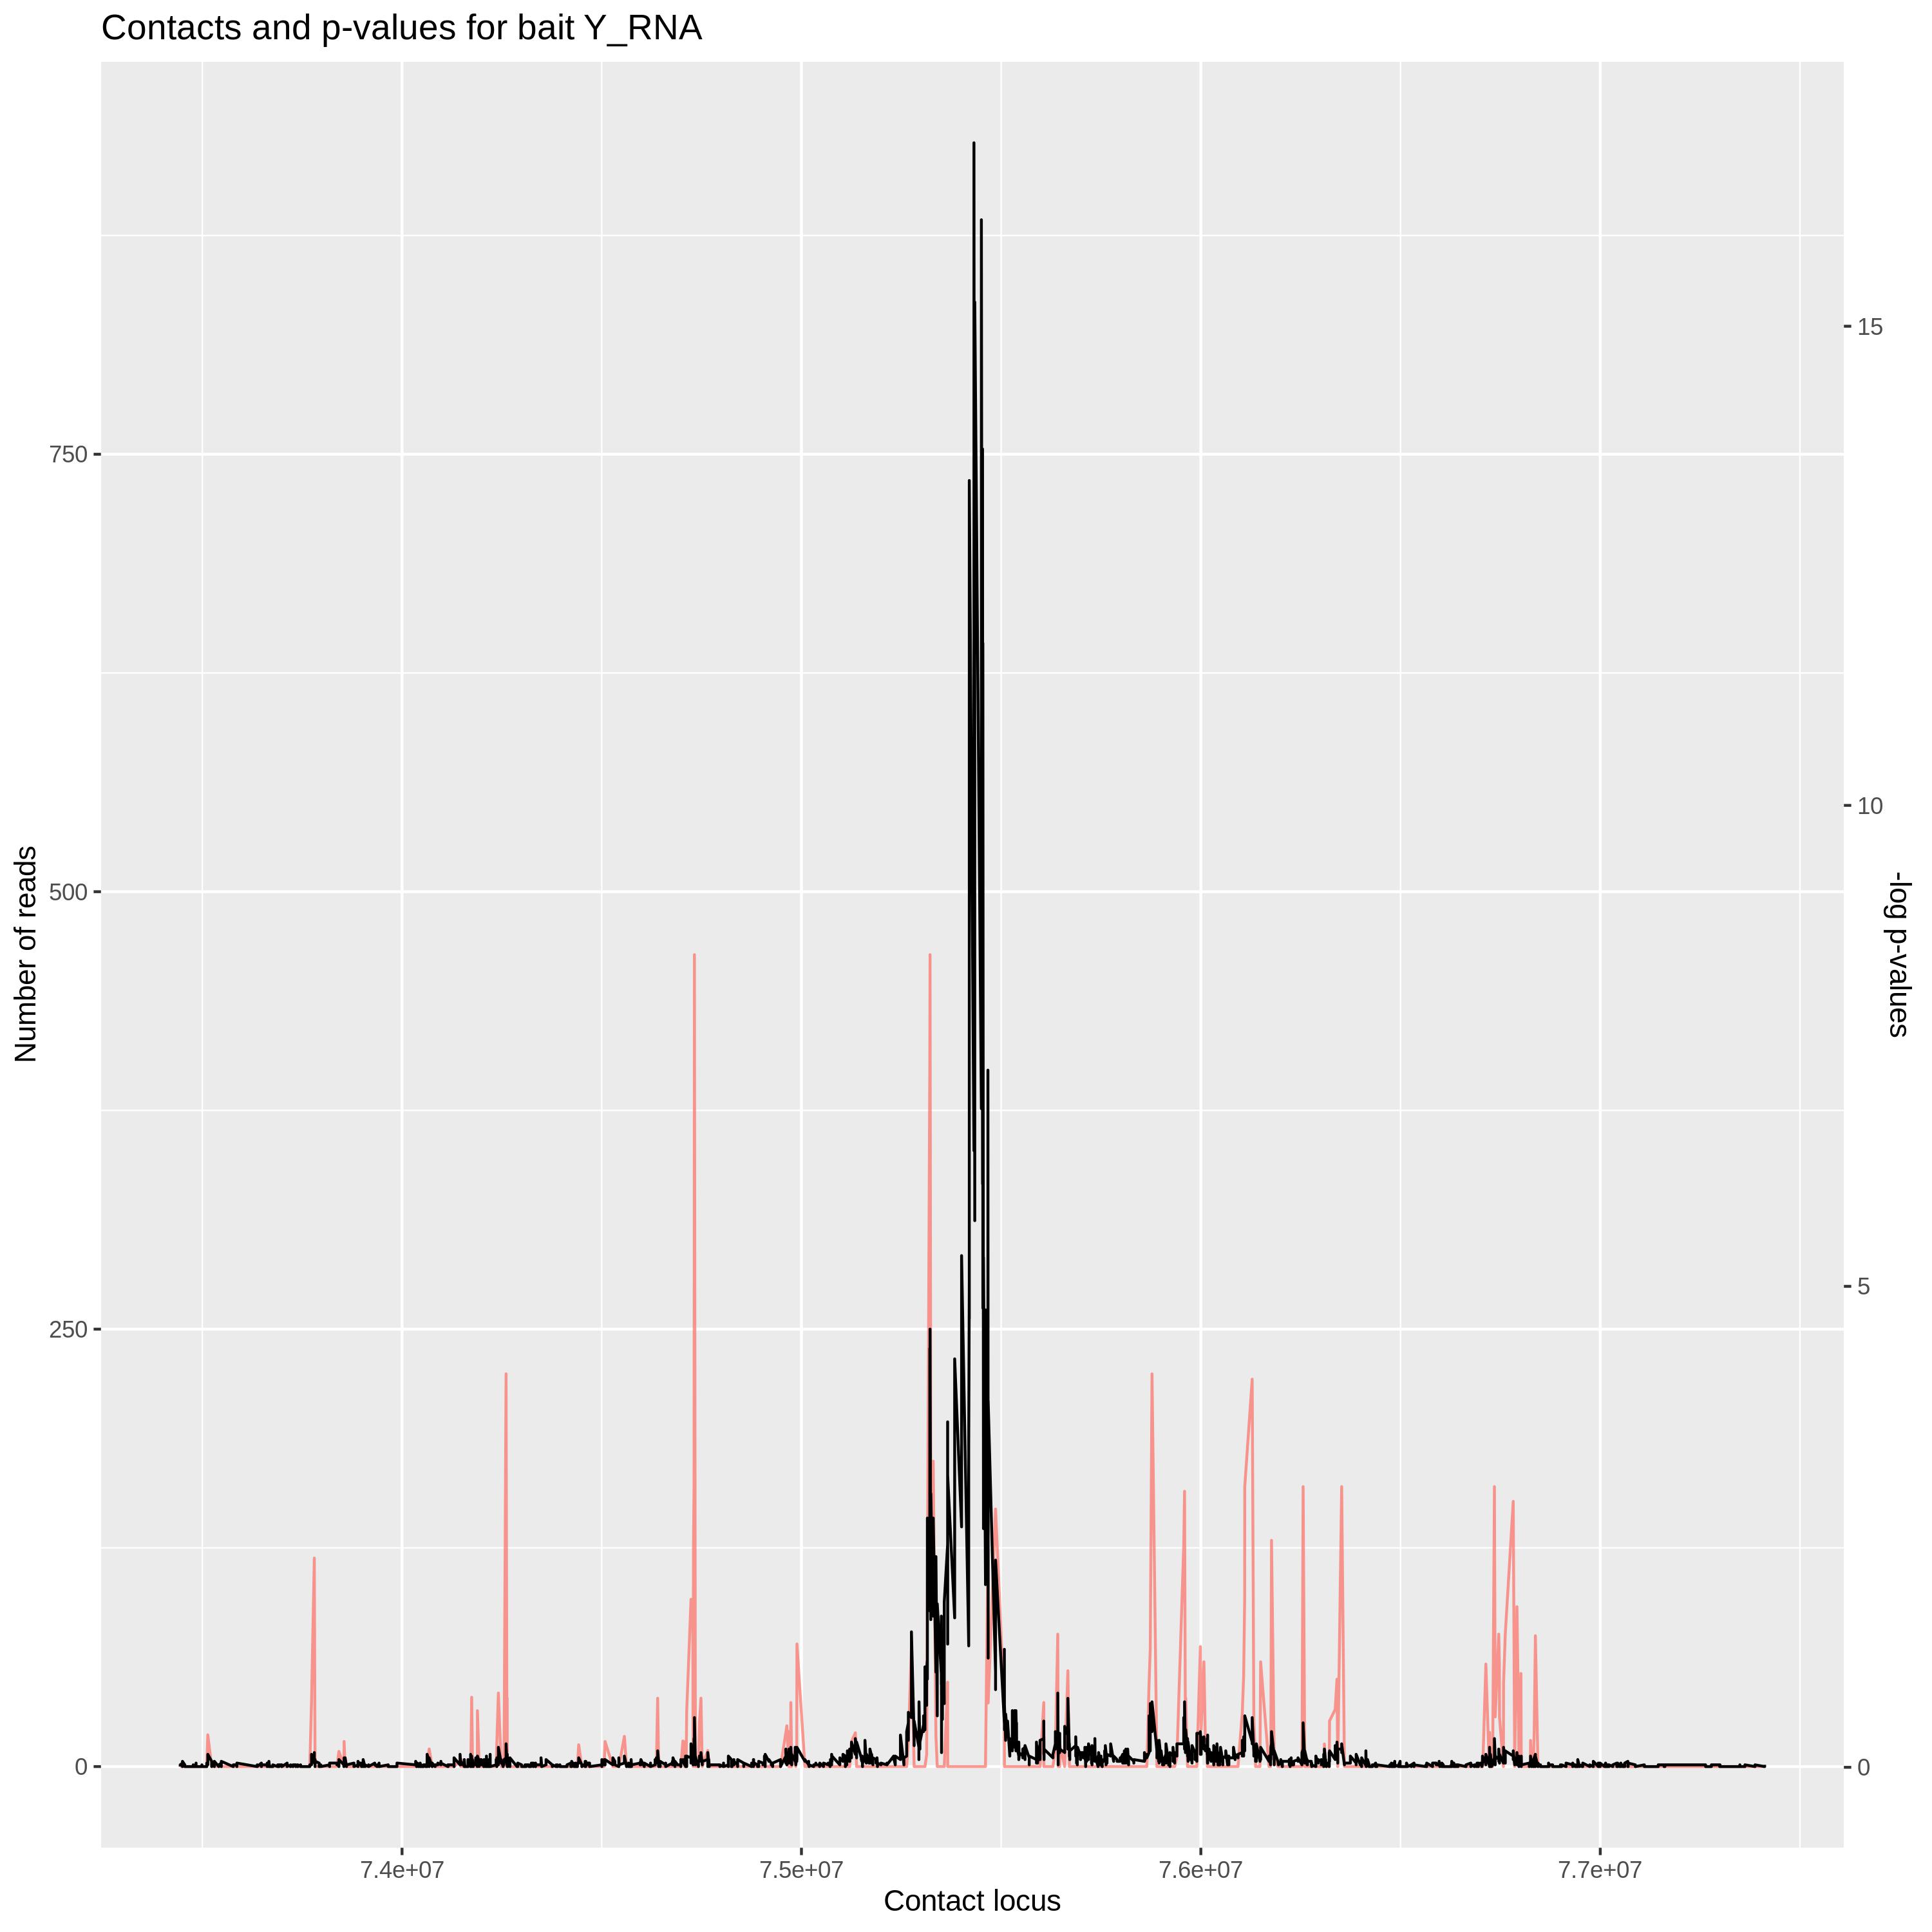 Contacts and p-values for bait Y_RNA
Number of reads
750
500
250
0
15
10
5
0
-log p-values
7.4e+07
7.5e+07
7.6e+07
7.7e+07
Contact locus